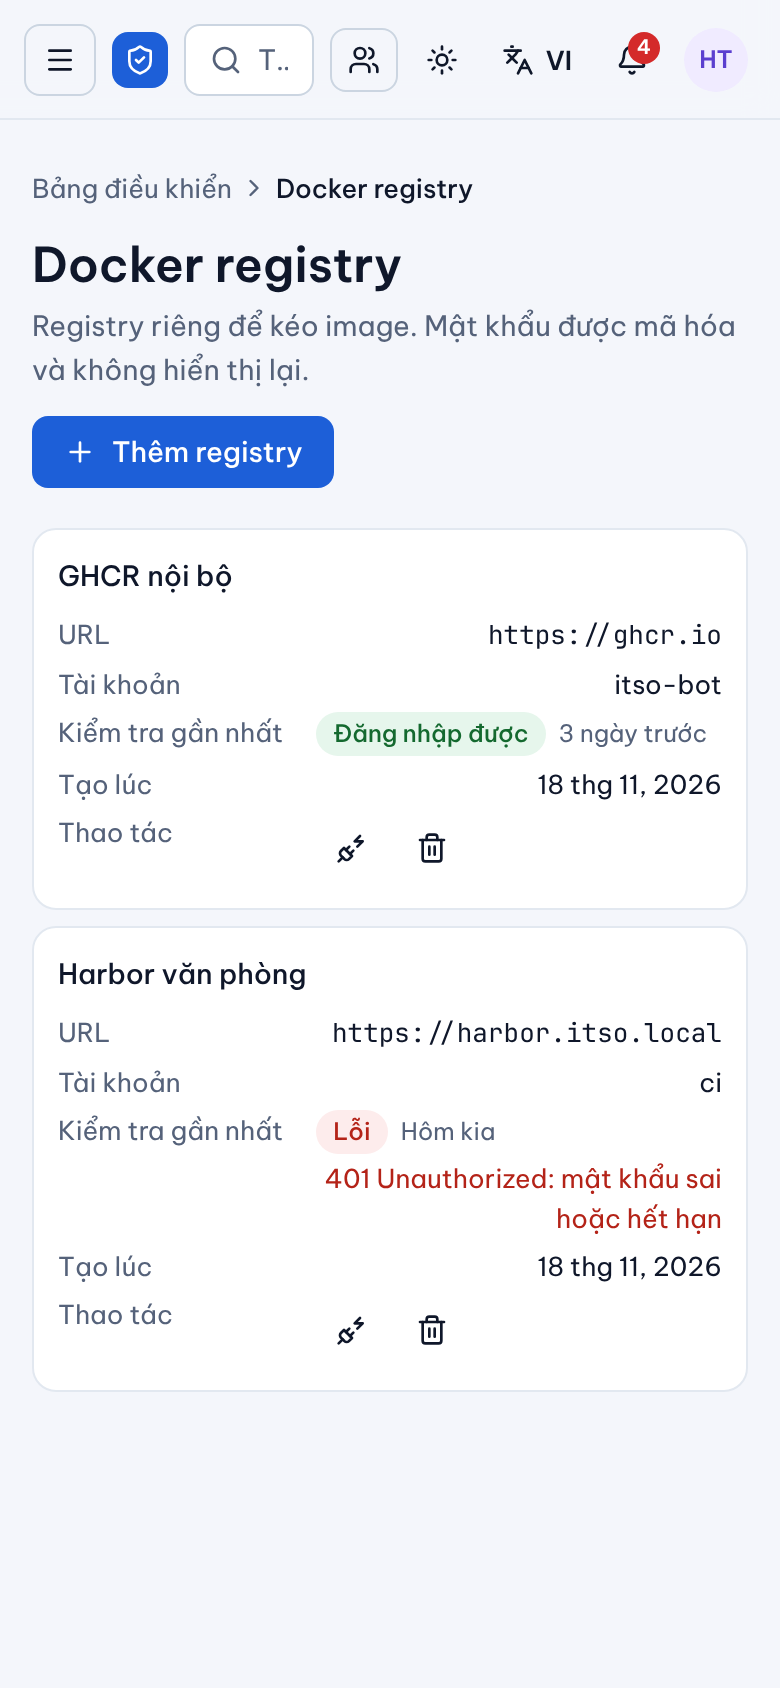 T..
VI
4
HT
Bảng điều khiển > Docker registry
Docker registry
Registry riêng để kéo image. Mật khẩu được mã hóa
và không hiển thị lại.
Thêm registry
GHCR nội bộ
URL https://ghcr.io
Tài khoản itso-bot
Kiểm tra gần nhất Đăng nhập được 3 ngày trước
Tạo lúc 18 thg 11, 2026
Thao tác
Harbor văn phòng
URL https://harbor.itso.local
Tài khoản ci
Kiểm tra gần nhất Lỗi Hôm kia
401 Unauthorized: mật khẩu sai
hoặc hết hạn
Tạo lúc 18 thg 11, 2026
Thao tác